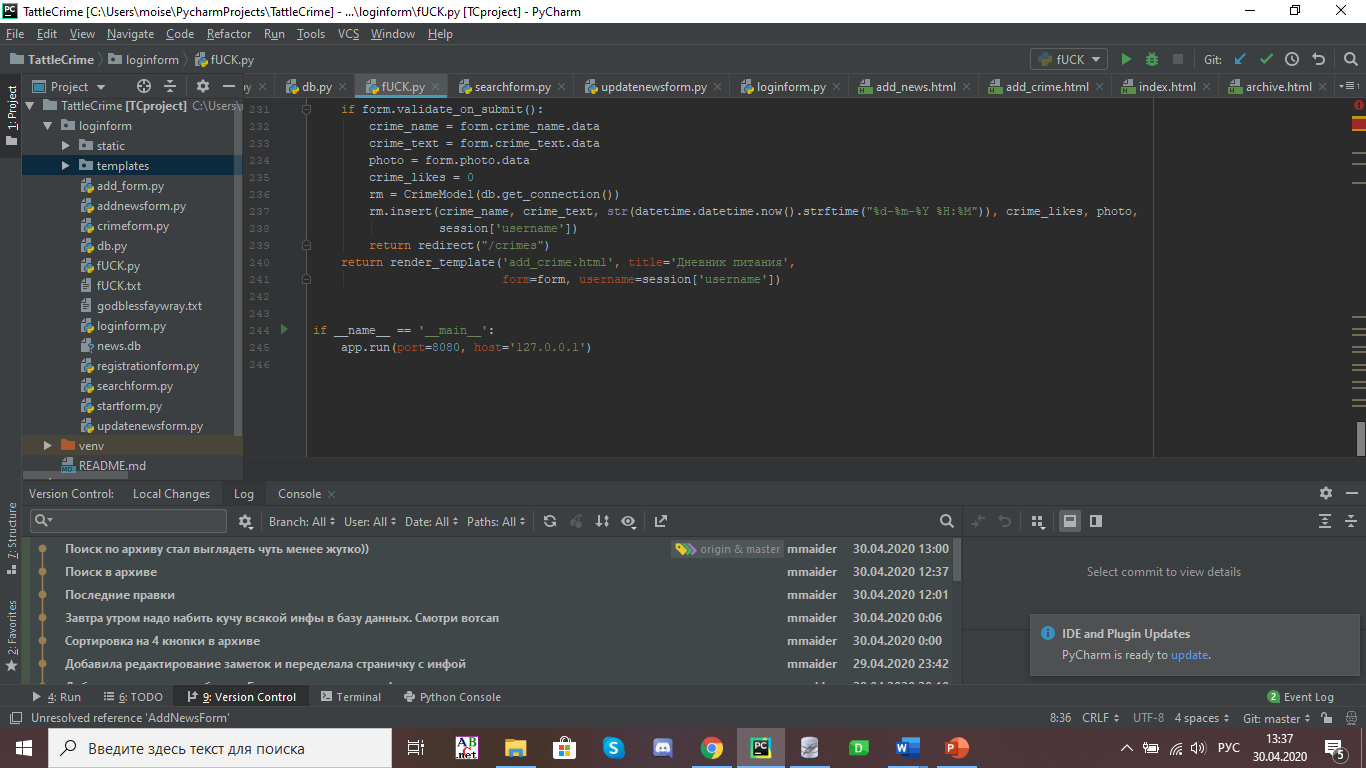 TattleCrime [C:\Users\moise\PycharmProjects\TattleCrime] - ...\loginform\fUCK.py [TCproject] - PyCharm
File Edit View Navigate Code Refactor Run Tools VCS Window Help
TattleCrime loginform fUCK.py fUCK Git:
Project db.py fUCK.py searchform.py updatenewsform.py loginform.py add_news.html add_crime.html index.html archive.html
1: Project
TattleCrime [TCproject] C:\Users\
loginform
static
templates
add_form.py
addnewsform.py
crimeform.py
db.py
fUCK.py
fUCK.txt
godblessfaywray.txt
loginform.py
news.db
registrationform.py
searchform.py
startform.py
updatenewsform.py
venv
README.md
231 if form.validate_on_submit():
232 crime_name = form.crime_name.data
233 crime_text = form.crime_text.data
234 photo = form.photo.data
235 crime_likes = 0
236 rm = CrimeModel(db.get_connection())
237 rm.insert(crime_name, crime_text, str(datetime.datetime.now().strftime("%d-%m-%Y %H:%M")), crime_likes, photo,
238 session['username'])
239 return redirect("/crimes")
240 return render_template('add_crime.html', title='Дневник питания',
241 form=form, username=session['username'])
242
243
244 if __name__ == '__main__':
245 app.run(port=8080, host='127.0.0.1')
246
Version Control: Local Changes Log Console
Branch: All User: All Date: All Paths: All
Поиск по архиву стал выглядеть чуть менее жутко)) origin & master mmaider 30.04.2020 13:00
Поиск в архиве mmaider 30.04.2020 12:37
Последние правки mmaider 30.04.2020 12:01
Завтра утром надо набить кучу всякой инфы в базу данных. Смотри вотсап mmaider 30.04.2020 0:06
Сортировка на 4 кнопки в архиве mmaider 30.04.2020 0:00
Добавила редактирование заметок и переделала страничку с инфой mmaider 29.04.2020 23:42
Select commit to view details
IDE and Plugin Updates
PyCharm is ready to update.
7: Structure
2: Favorites
4: Run 6: TODO 9: Version Control Terminal Python Console 2 Event Log
Unresolved reference 'AddNewsForm' 8:36 CRLF UTF-8 4 spaces Git: master
Введите здесь текст для поиска РУС 13:37
30.04.2020 5